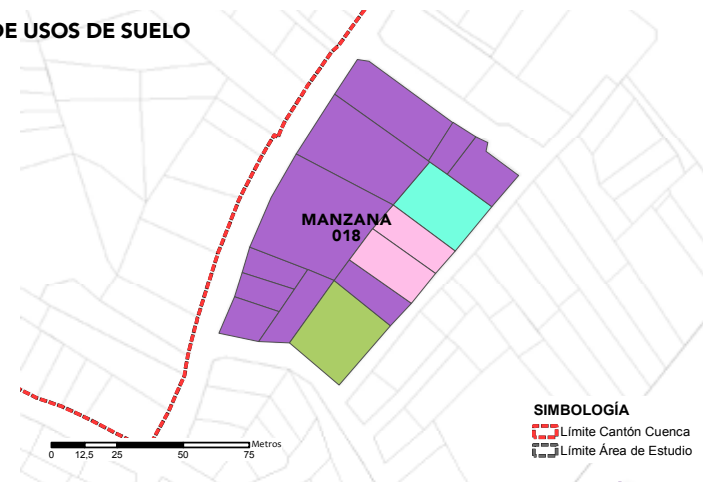 DE USOS DE SUELO
MANZANA
018
SIMBOLOGÍA
Límite Cantón Cuenca
Límite Área de Estudio
Metros
0 12,5 25 50 75